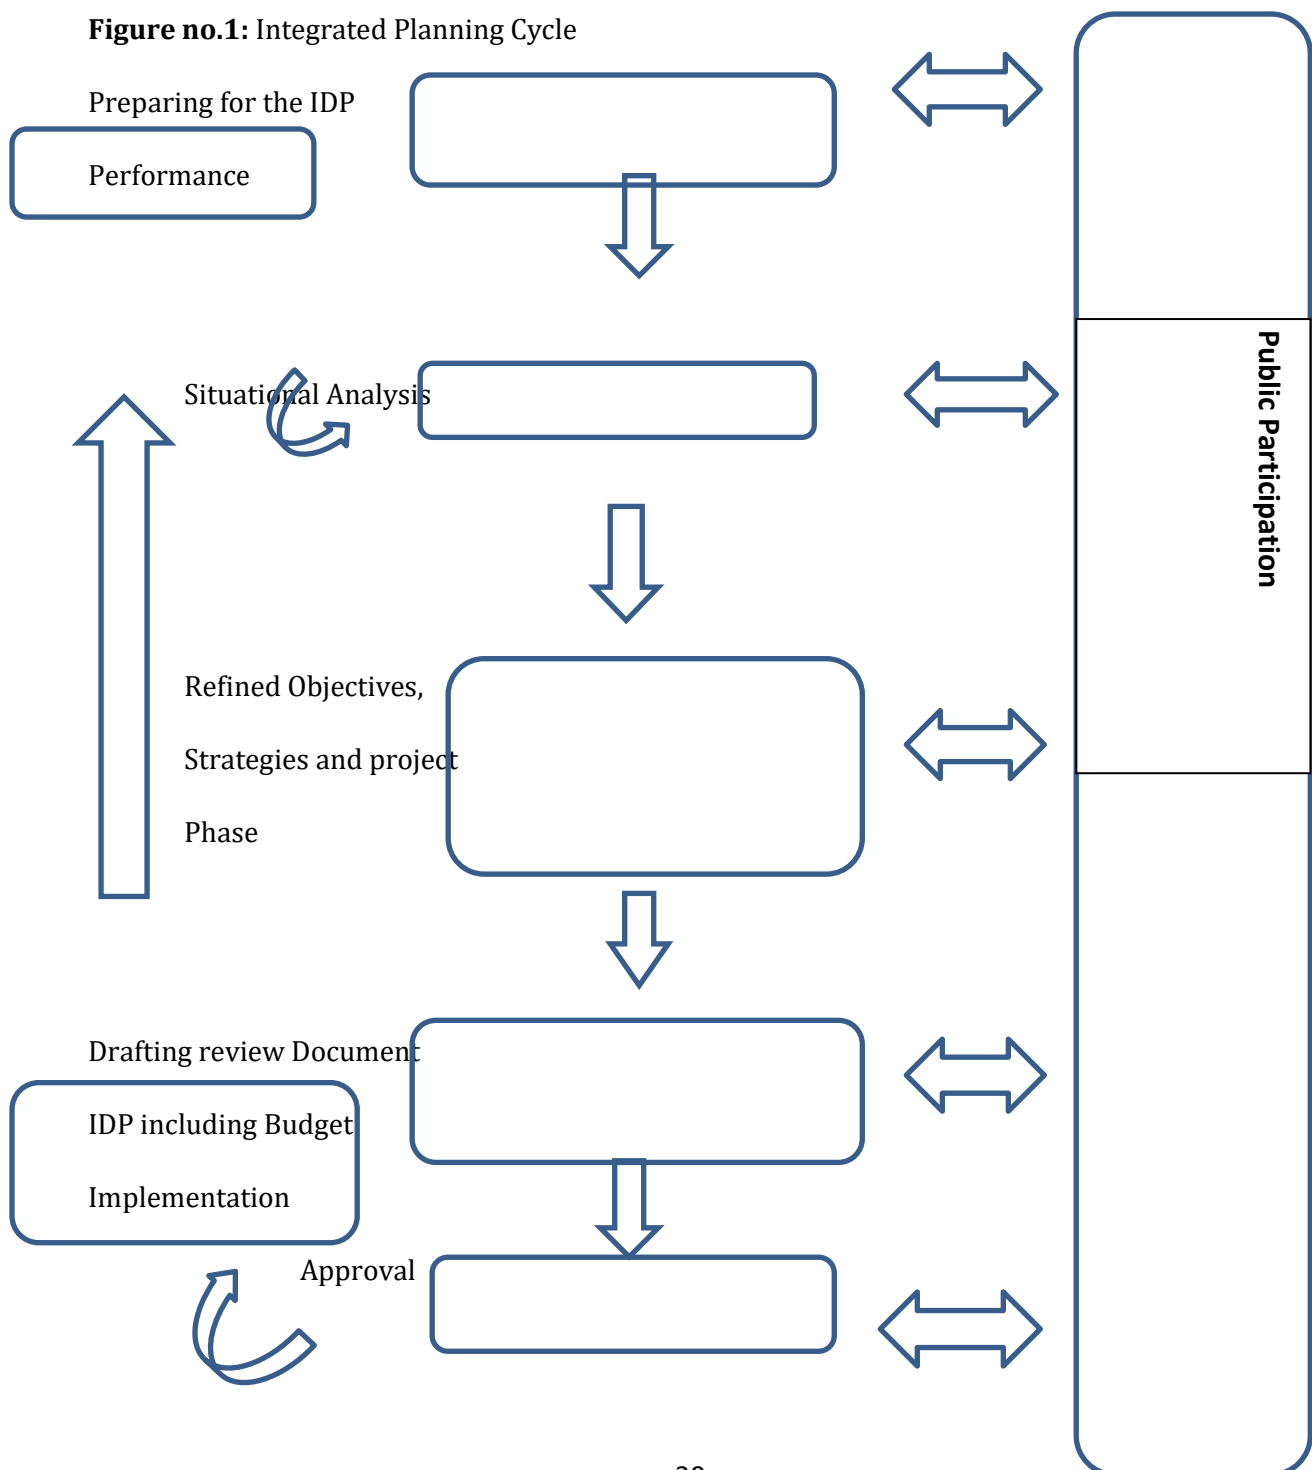 Figure no.1: Integrated Planning Cycle
Preparing for the IDP
Performance
Situational Analysis
Public Participation
Refined Objectives,
Strategies and project
Phase
Drafting review Document
IDP including Budget
Implementation
Approval